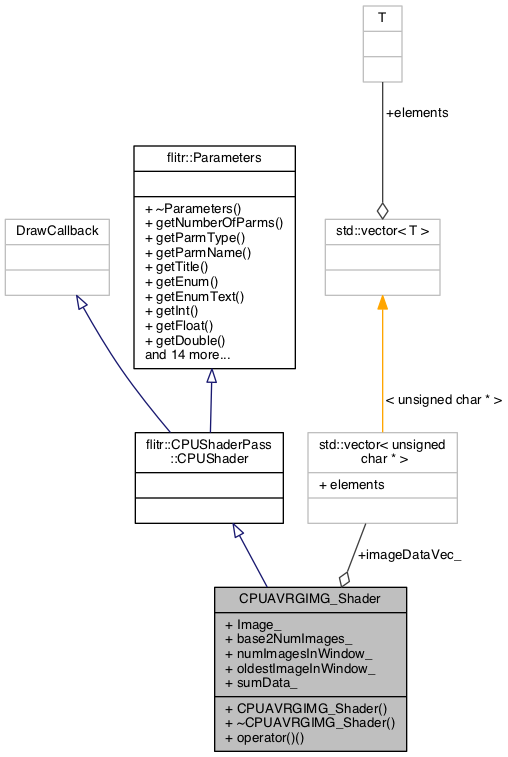 T
+elements
flitr::Parameters
+ ~Parameters()
+ getNumberOfParms()
+ getParmType()
+ getParmName()
+ getTitle()
+ getEnum()
+ getEnumText()
+ getInt()
+ getFloat()
+ getDouble()
and 14 more...
DrawCallback
std::vector< T >
< unsigned char * >
flitr::CPUShaderPass
::CPUShader
std::vector< unsigned
char * >
+ elements
+imageDataVec_
CPUAVRGIMG_Shader
+ Image_
+ base2NumImages_
+ numImagesInWindow_
+ oldestImageInWindow_
+ sumData_
+ CPUAVRGIMG_Shader()
+ ~CPUAVRGIMG_Shader()
+ operator()()